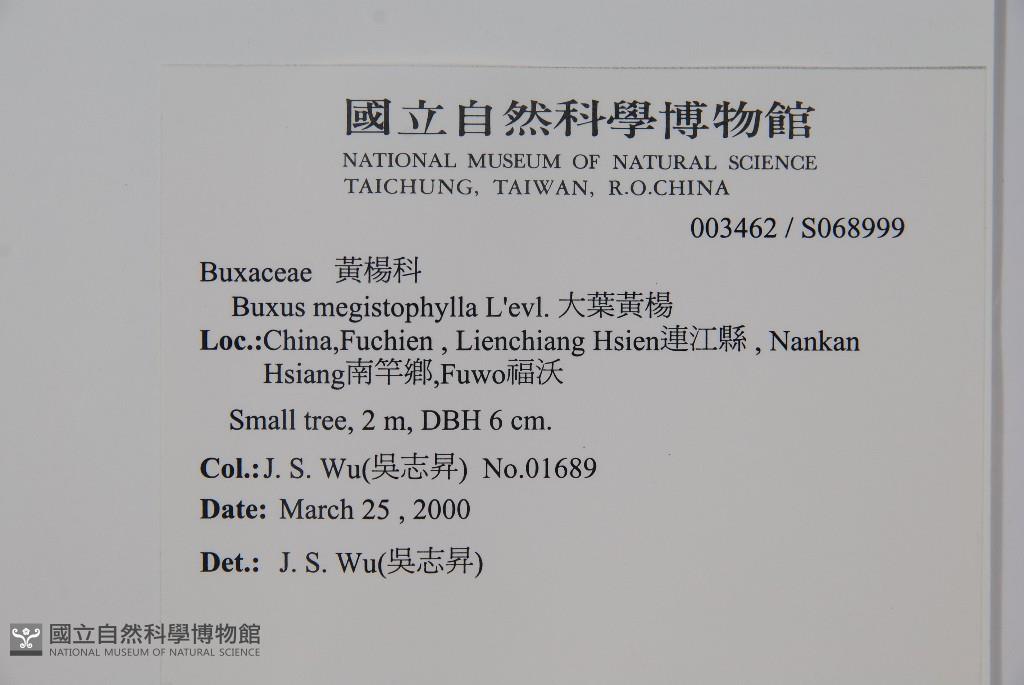 國立自然科學博物館
NATIONAL MUSEUM OF NATURAL SCIENCE
TAICHUNG, TAIWAN, R.O.CHINA
003462 / S068999
Buxaceae 黃楊科
Buxus megistophylla L'evl. 大葉黃楊
Loc.:China,Fuchien , Lienchiang Hsien連江縣 , Nankan
Hsiang南竿鄉,Fuwo福沃
Small tree, 2 m, DBH 6 cm.
Col.:J. S. Wu(吳志昇) No.01689
Date: March 25 , 2000
Det.: J. S. Wu(吳志昇)
國立自然科學博物館
NATIONAL MUSEUM OF NATURAL SCIENCE